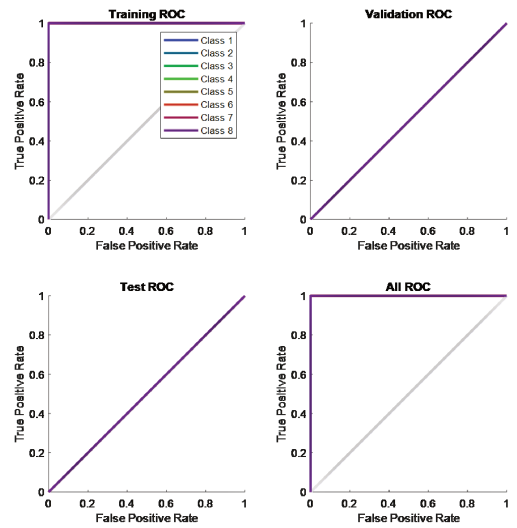 Training ROC
1
0.8
0.6
0.4
0.2
0
True Positive Rate
Class 1
Class 2
Class 3
Class 4
Class 5
Class 6
Class 7
Class 8
0 0.2 0.4 0.6 0.8 1
False Positive Rate
Validation ROC
1
0.8
0.6
0.4
0.2
0
True Positive Rate
0 0.2 0.4 0.6 0.8 1
False Positive Rate
Test ROC
1
0.8
0.6
0.4
0.2
0
True Positive Rate
0 0.2 0.4 0.6 0.8 1
False Positive Rate
All ROC
1
0.8
0.6
0.4
0.2
0
True Positive Rate
0 0.2 0.4 0.6 0.8 1
False Positive Rate